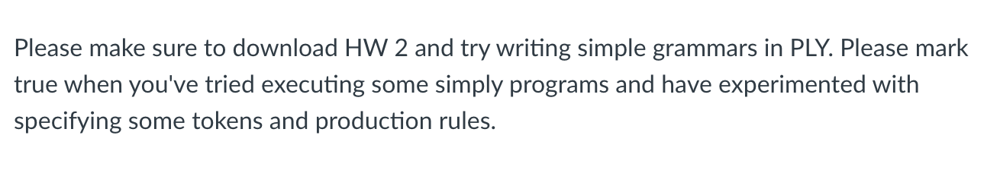 Please make sure to download HW 2 and try writing simple grammars in PLY. Please mark
true when you've tried executing some simply programs and have experimented with
specifying some tokens and production rules.